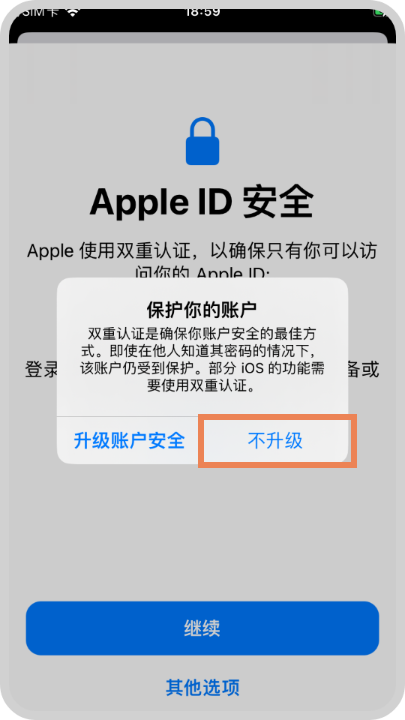 SIM卡
18:59
Apple ID 安全
Apple 使用双重认证，以确保只有你可以访
问你的 Apple ID:
保护你的账户
双重认证是确保你账户安全的最佳方
式。即使在他人知道其密码的情况下，
该账户仍受到保护。部分 iOS 的功能需
要使用双重认证。
登录
备或
升级账户安全
不升级
继续
其他选项